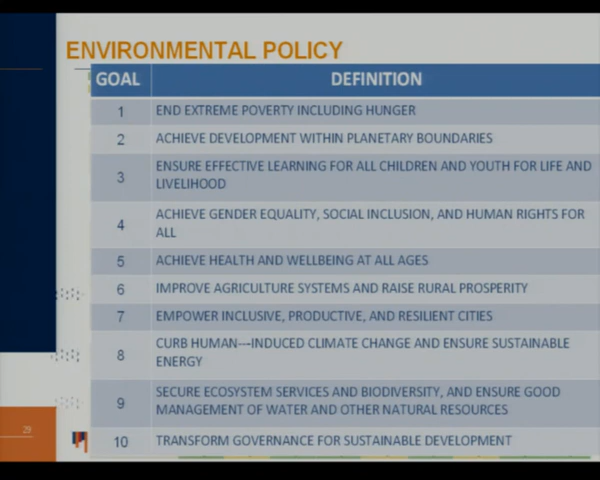 ENVIRONMENTAL POLICY
GOAL DEFINITION
1 END EXTREME POVERTY INCLUDING HUNGER
2 ACHIEVE DEVELOPMENT WITHIN PLANETARY BOUNDARIES
3 ENSURE EFFECTIVE LEARNING FOR ALL CHILDREN AND YOUTH FOR LIFE AND
LIVELIHOOD
4 ACHIEVE GENDER EQUALITY, SOCIAL INCLUSION, AND HUMAN RIGHTS FOR
ALL
5 ACHIEVE HEALTH AND WELLBEING AT ALL AGES
6 IMPROVE AGRICULTURE SYSTEMS AND RAISE RURAL PROSPERITY
7 EMPOWER INCLUSIVE, PRODUCTIVE, AND RESILIENT CITIES
8 CURB HUMAN---INDUCED CLIMATE CHANGE AND ENSURE SUSTAINABLE
ENERGY
9 SECURE ECOSYSTEM SERVICES AND BIODIVERSITY, AND ENSURE GOOD
MANAGEMENT OF WATER AND OTHER NATURAL RESOURCES
10 TRANSFORM GOVERNANCE FOR SUSTAINABLE DEVELOPMENT
29